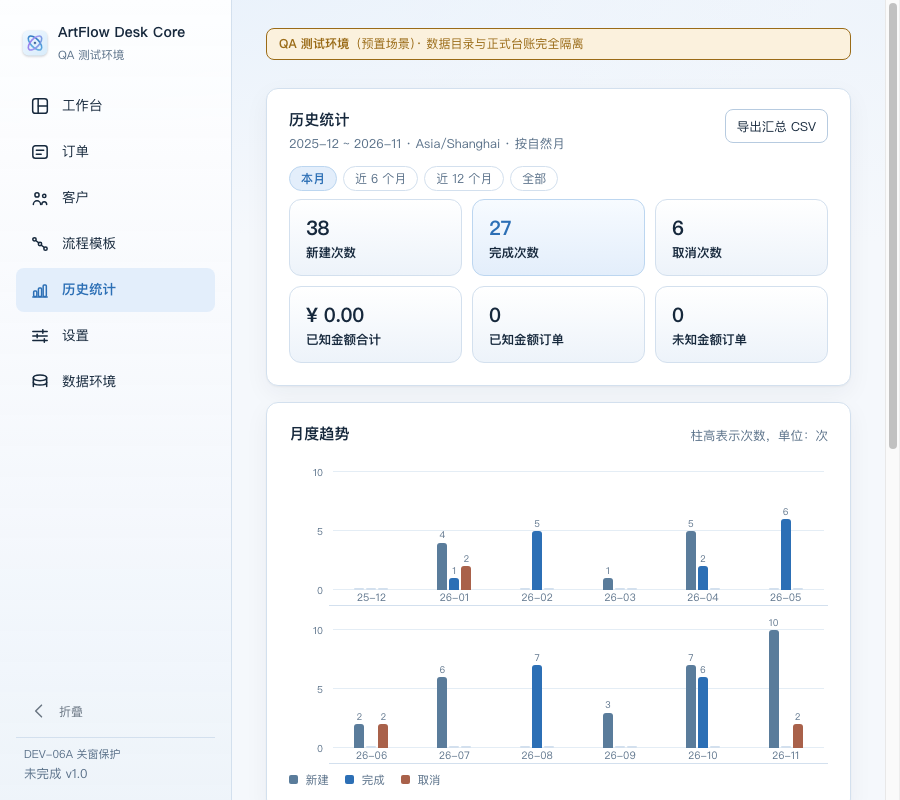 ArtFlow Desk Core
QA 测试环境
工作台
订单
客户
流程模板
历史统计
设置
数据环境
折叠
DEV-06A 关窗保护
未完成 v1.0
QA 测试环境（预置场景）· 数据目录与正式台账完全隔离
历史统计
2025-12 ~ 2026-11 · Asia/Shanghai · 按自然月
导出汇总 CSV
本月 近 6 个月 近 12 个月 全部
38 27 6
新建次数 完成次数 取消次数
¥ 0.00 0 0
已知金额合计 已知金额订单 未知金额订单
月度趋势
柱高表示次数，单位：次
10
5
0
4 1 2 5 1 5 2 6
25-12 26-01 26-02 26-03 26-04 26-05
10
5
0
2 2 6 7 3 7 6 10 2
26-06 26-07 26-08 26-09 26-10 26-11
新建 完成 取消